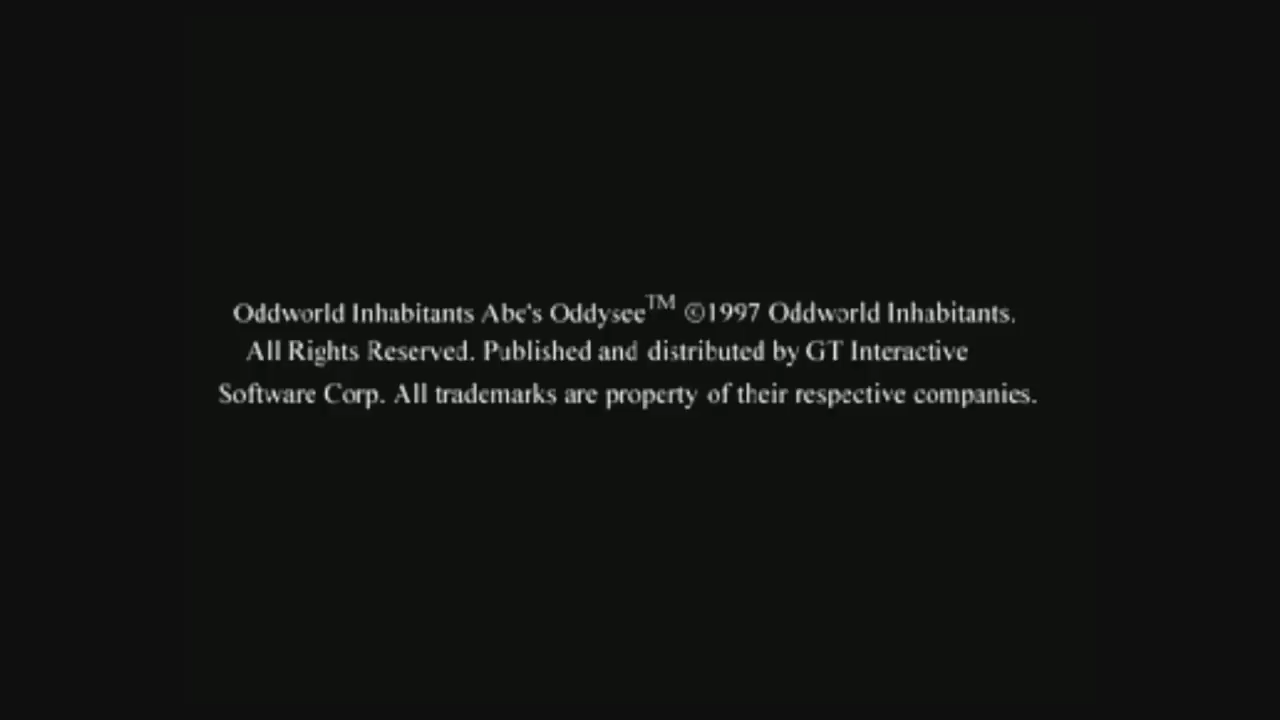 Oddworld Inhabitants Abe's Oddysee™ ©1997 Oddworld Inhabitants.
All Rights Reserved. Published and distributed by GT Interactive
Software Corp. All trademarks are property of their respective companies.